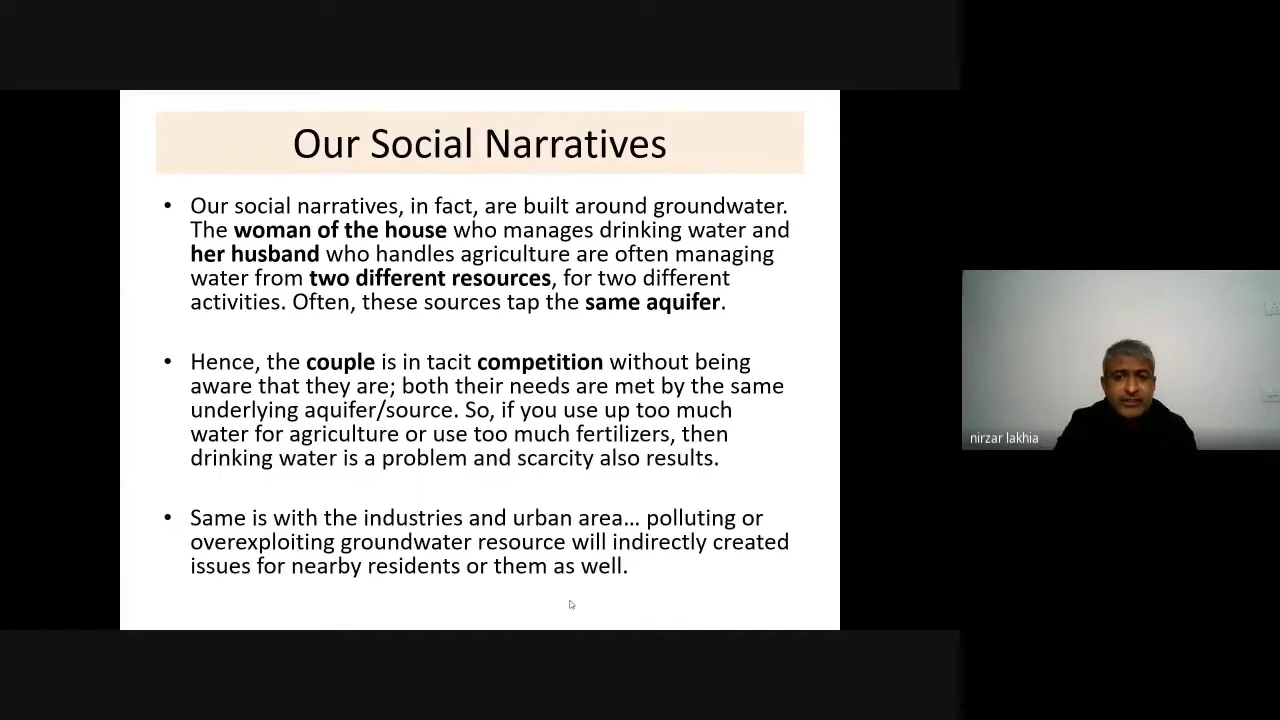 Our Social Narratives
• Our social narratives, in fact, are built around groundwater.
The woman of the house who manages drinking water and
her husband who handles agriculture are often managing
water from two different resources, for two different
activities. Often, these sources tap the same aquifer.
• Hence, the couple is in tacit competition without being
aware that they are; both their needs are met by the same
underlying aquifer/source. So, if you use up too much
water for agriculture or use too much fertilizers, then
drinking water is a problem and scarcity also results.
• Same is with the industries and urban area… polluting or
overexploiting groundwater resource will indirectly created
issues for nearby residents or them as well.
nirzar lakhia